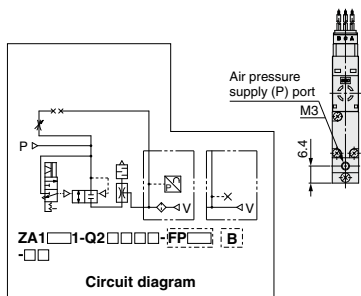 B A
Air pressure
supply (P) port
M3
6.4
P
P
V
V
ZA1□□1-Q2□□□□-FP□□ B
-□□
Circuit diagram